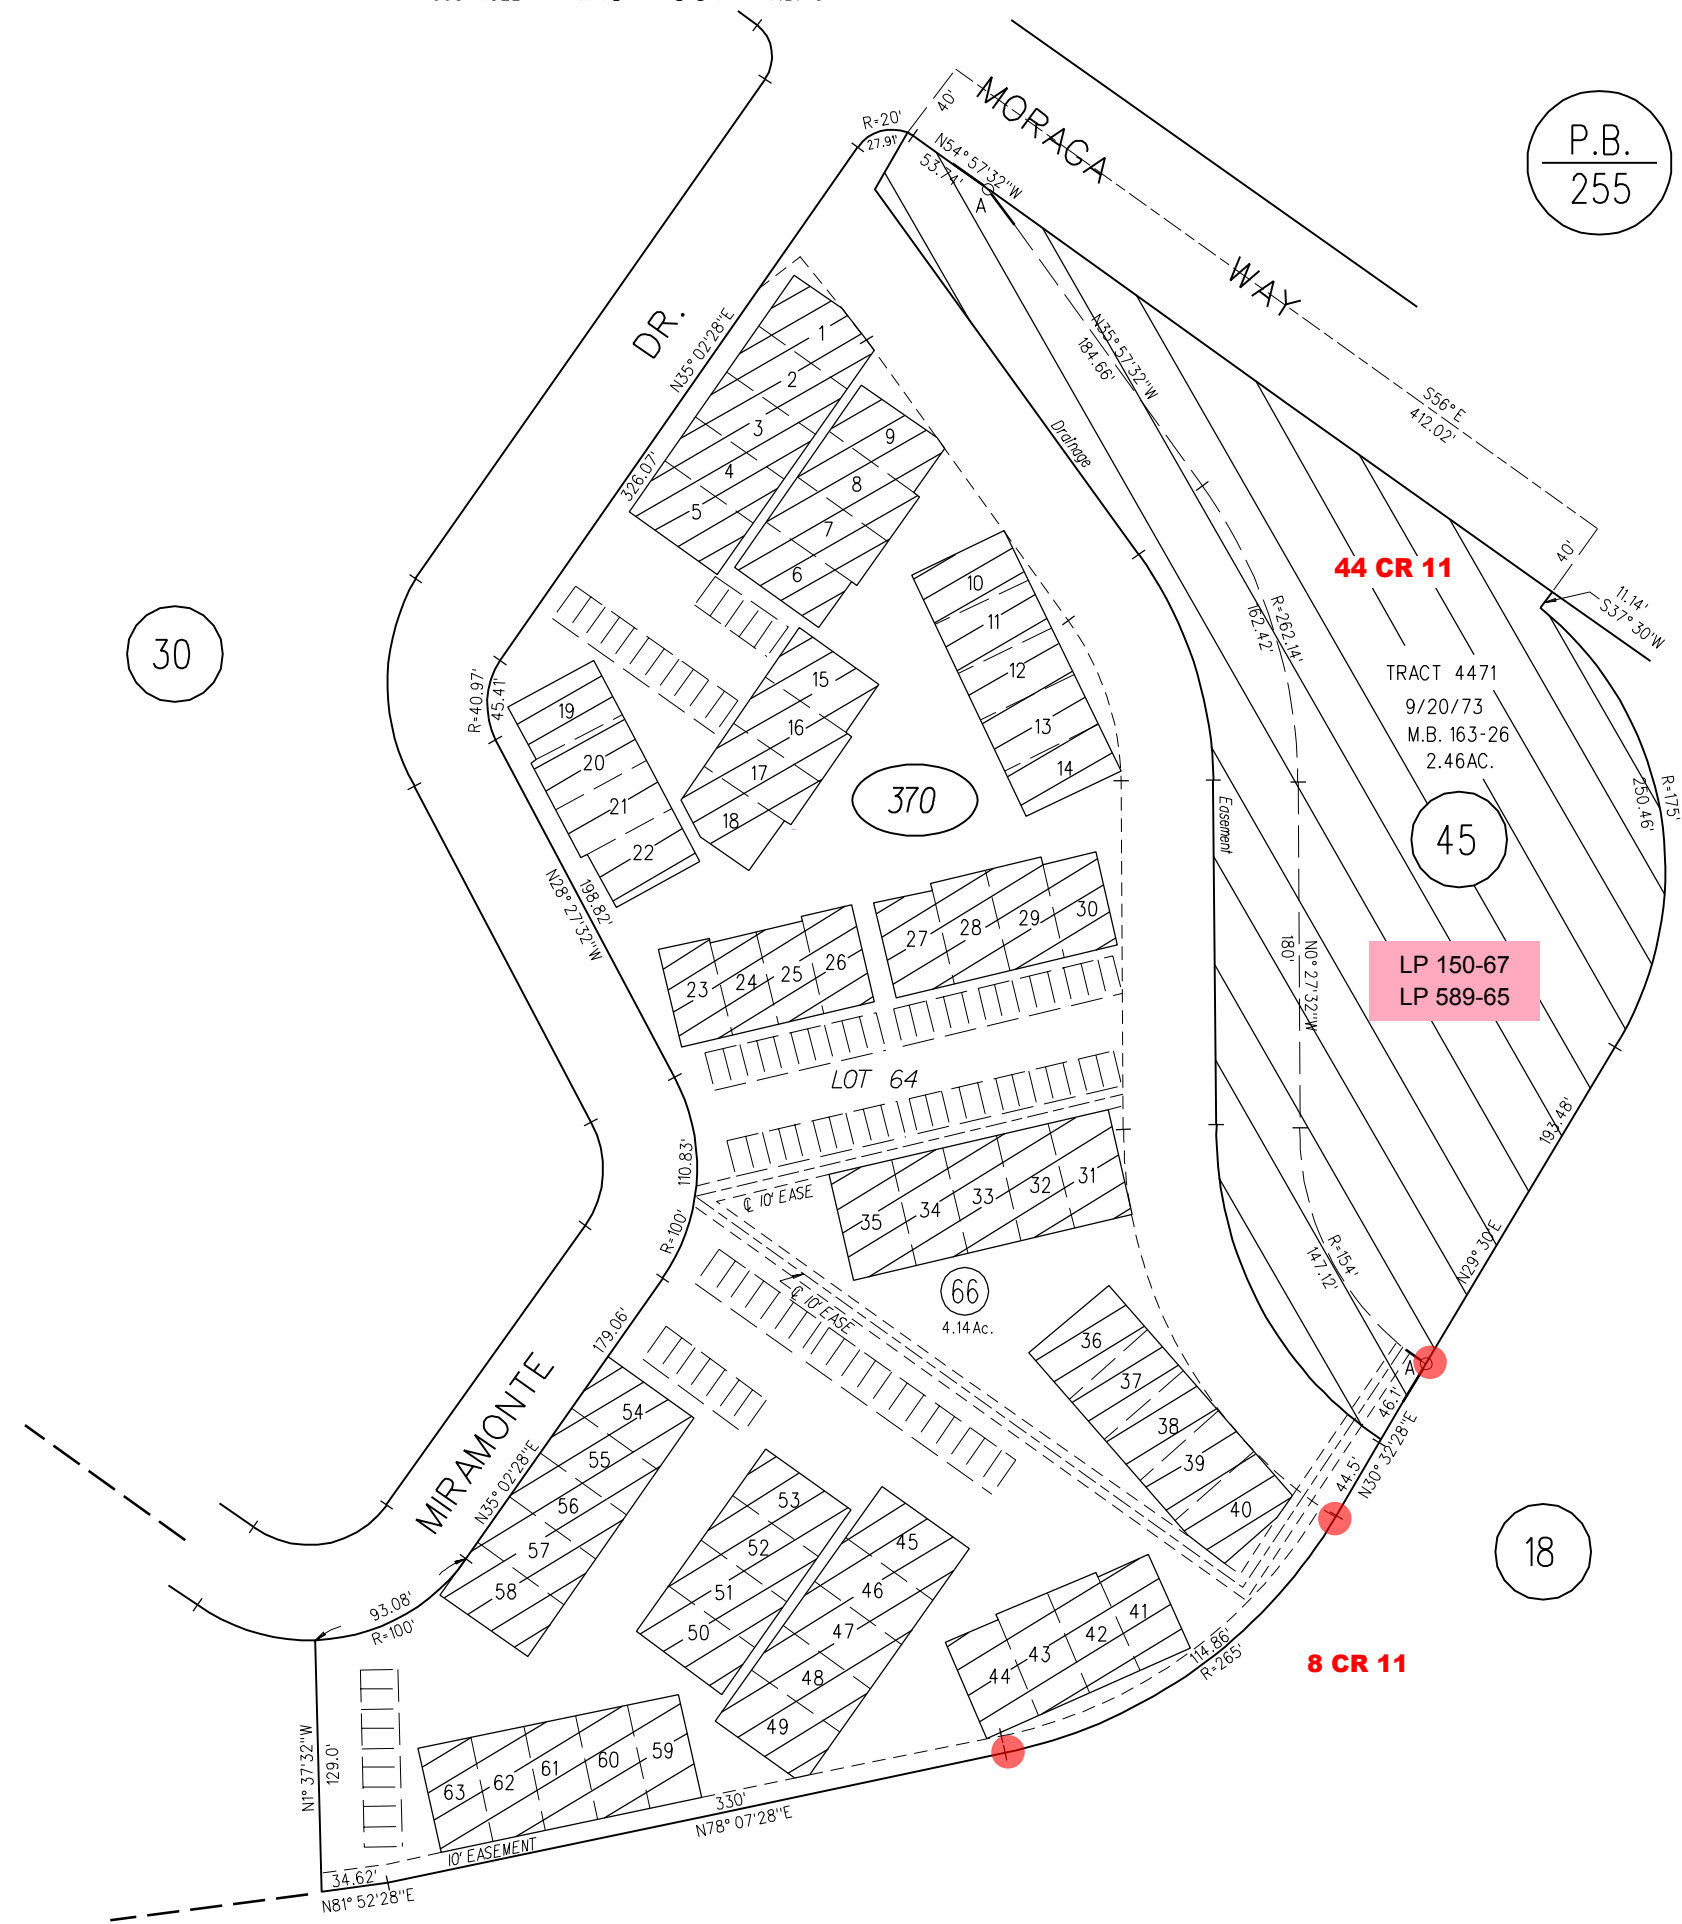 MORAGA
WAY
P.B.
255
40'
R=20'
27.91'
N54° 57'32"W
53.74'
A
DR.
N35° 02'28"E
326.07'
N35° 57'32"W
184.66'
Drainage
S56° E
412.02'
40'
11.14'
S37° 30'W
44 CR 11
R=262.14'
162.42'
TRACT 4471
9/20/73
M.B. 163-26
2.46AC.
R=175'
250.46'
45
LP 150-67
LP 589-65
30
R=40.97'
45.41'
1
2
3
4
5
9
8
7
6
10
11
12
13
14
15
16
17
18
19
20
21
22
370
Easement
N28° 27'32"W
198.82'
23
24
25
26
27
28
29
30
N0° 27'32"W
180'
LOT 64
110.83'
R=100'
℄ 10' EASE
℄ 10' EASE
35
34
33
32
31
66
4.14Ac.
193.48'
N29° 30'E
R=154'
147.12'
A
46.1'
44.5'
N30° 32'28"E
36
37
38
39
40
MIRAMONTE
179.06'
N35° 02'28"E
54
55
56
57
58
53
52
51
50
45
46
47
48
49
41
42
43
44
114.86'
R=265'
18
8 CR 11
93.08'
R=100'
N1° 37'32"W
129.0'
63
62
61
60
59
330'
N78° 07'28"E
10' EASEMENT
34.62'
N81° 52'28"E